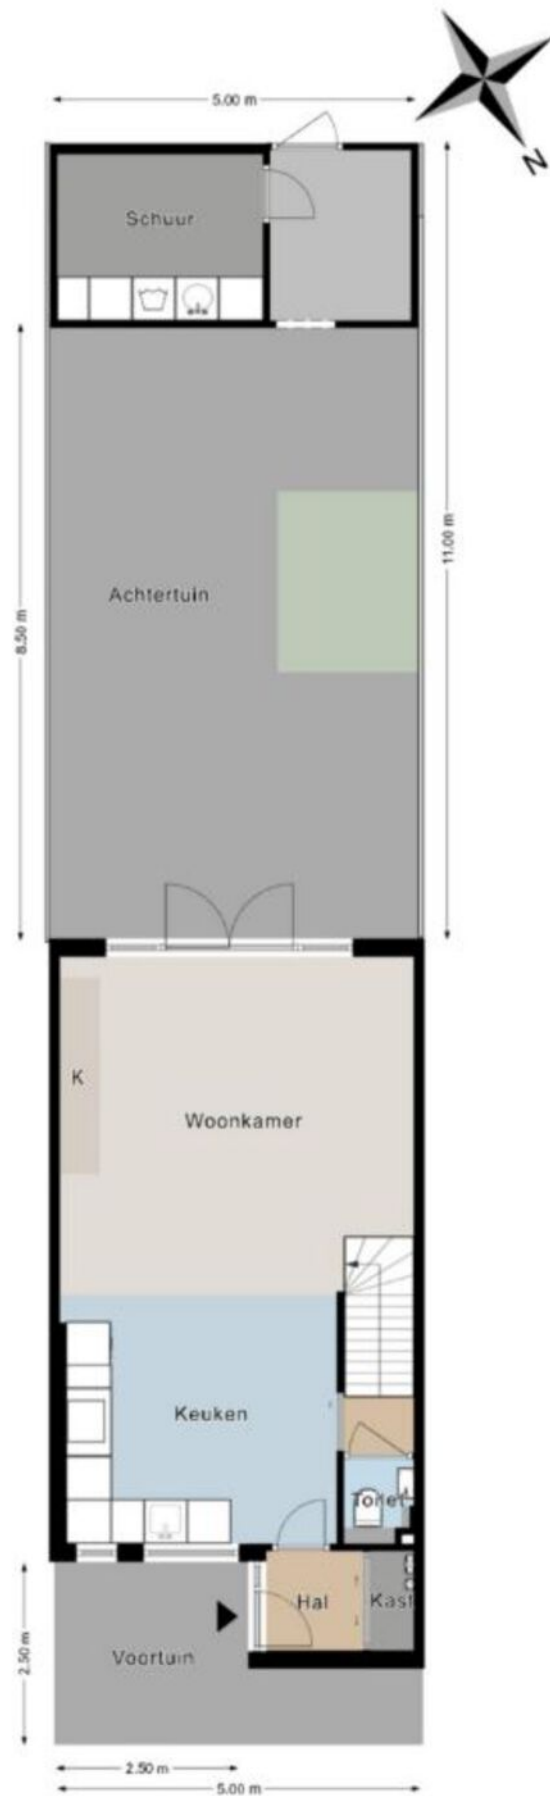 N
5.00 m
Schuur
11.00 m
8.50 m
Achtertuin
K
Woonkamer
Keuken
Toilet
Hal
Kast
Voortuin
2.50 m
2.50 m
5.00 m